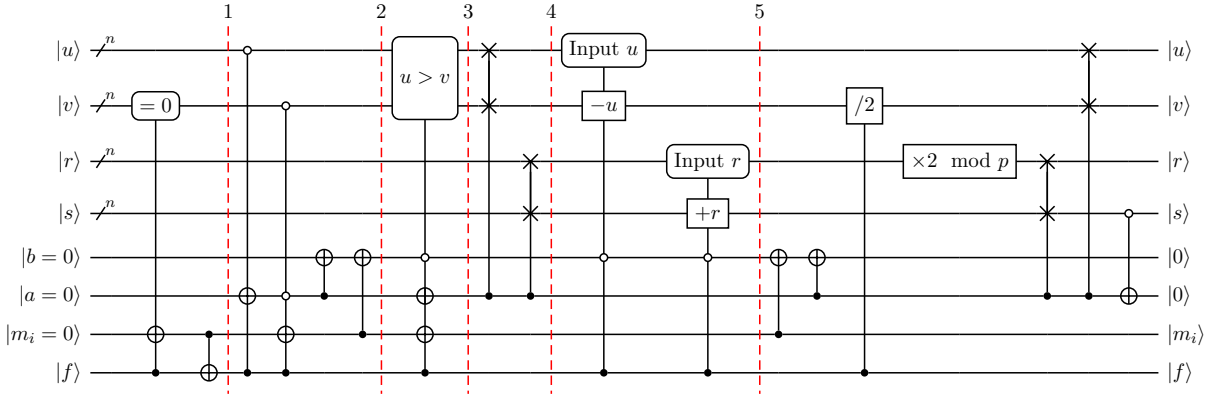 1 2 3 4 5
|u⟩ n Input u |u⟩
u > v
|v⟩ n = 0 −u /2 |v⟩
|r⟩ n Input r ×2 mod p |r⟩
|s⟩ n +r |s⟩
|b = 0⟩ |0⟩
|a = 0⟩ |0⟩
|m_i = 0⟩ |m_i⟩
|f⟩ |f⟩